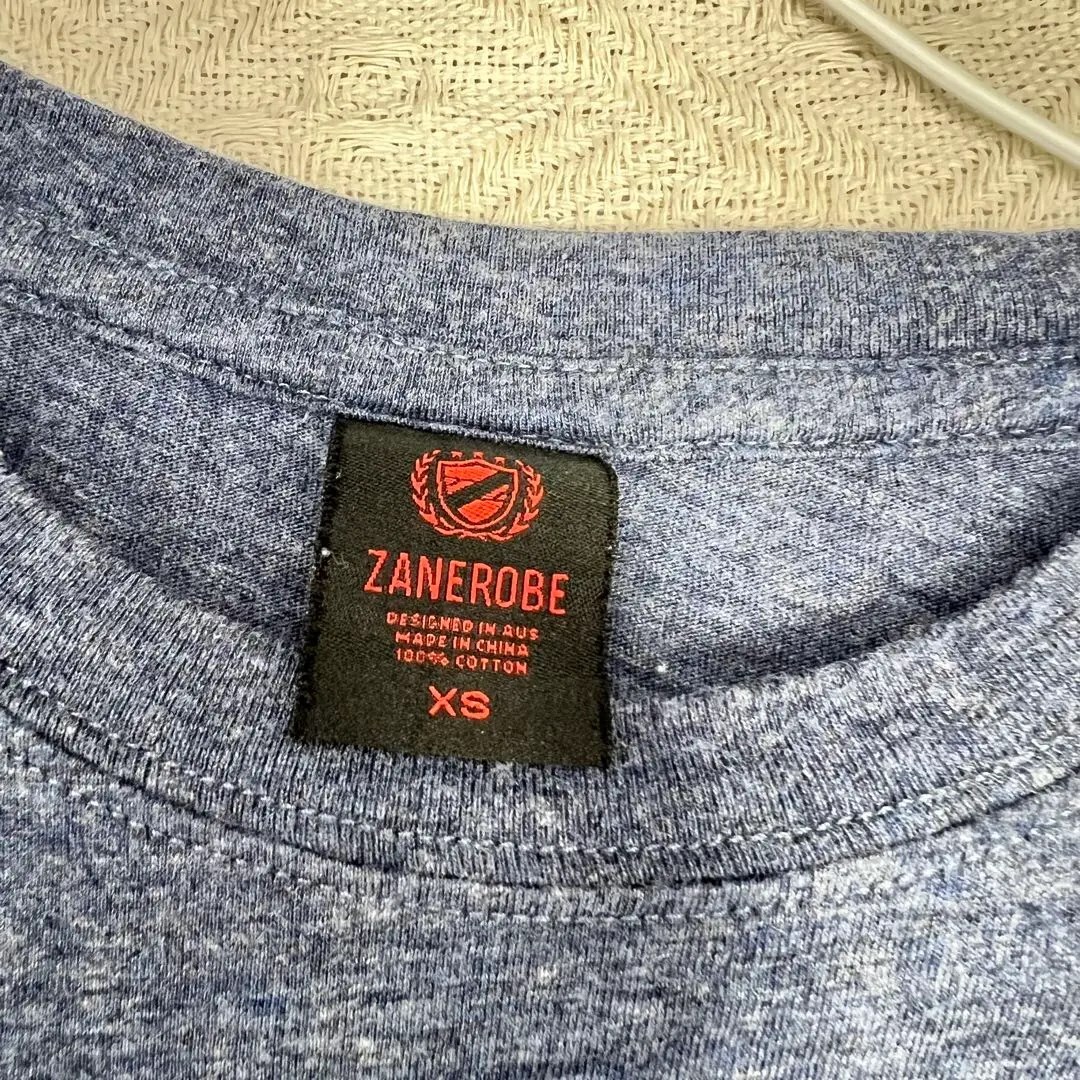 ZANEROBE
DESIGNED IN AUS
MADE IN CHINA
100% COTTON
XS